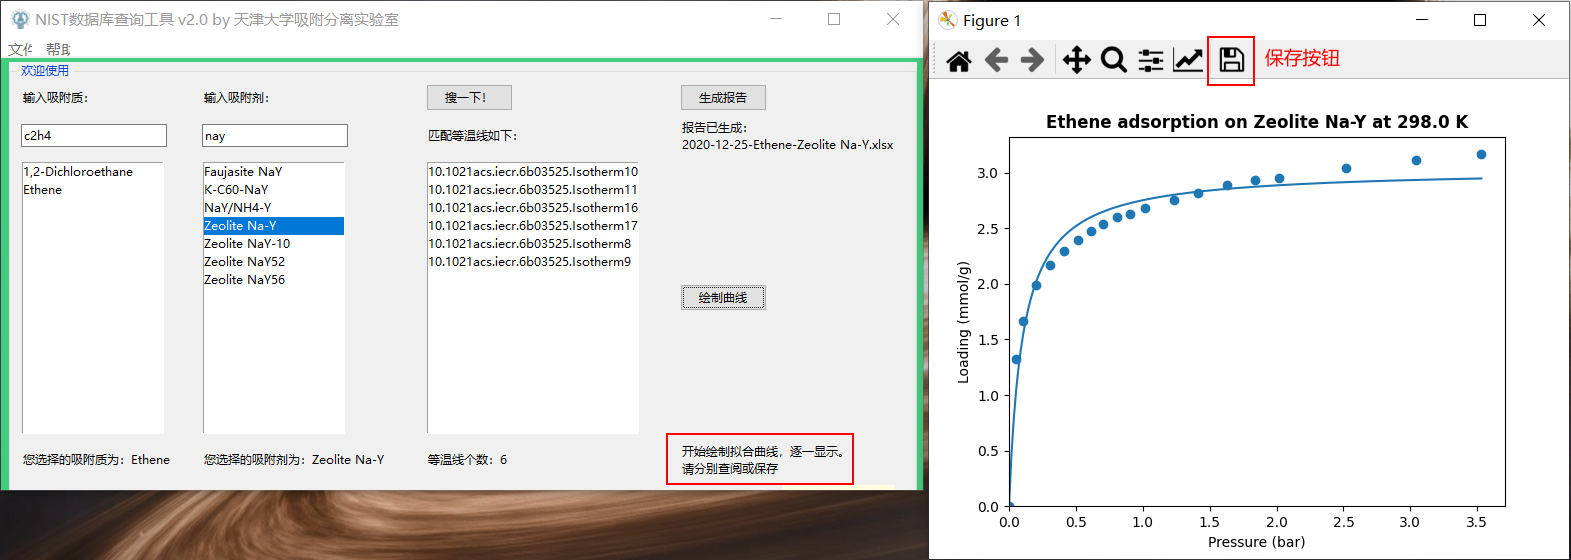 NIST数据库查询工具 v2.0 by 天津大学吸附分离实验室
帮助
欢迎使用
输入吸附质：
输入吸附剂：
搜一下！
生成报告
c2h4
nay
匹配等温线如下：
报告已生成：
2020-12-25-Ethene-Zeolite Na-Y.xlsx
1,2-Dichloroethane
Ethene
Faujasite NaY
K-C60-NaY
NaY/NH4-Y
Zeolite Na-Y
Zeolite NaY-10
Zeolite NaY52
Zeolite NaY56
10.1021acs.iecr.6b03525.Isotherm10
10.1021acs.iecr.6b03525.Isotherm11
10.1021acs.iecr.6b03525.Isotherm16
10.1021acs.iecr.6b03525.Isotherm17
10.1021acs.iecr.6b03525.Isotherm8
10.1021acs.iecr.6b03525.Isotherm9
绘制曲线
您选择的吸附质为：Ethene
您选择的吸附剂为：Zeolite Na-Y
等温线个数：6
开始绘制拟合曲线，逐一显示。
请分别查阅或保存
Figure 1
保存按钮
Ethene adsorption on Zeolite Na-Y at 298.0 K
Loading (mmol/g)
3.0
2.5
2.0
1.5
1.0
0.5
0.0
0.0 0.5 1.0 1.5 2.0 2.5 3.0 3.5
Pressure (bar)